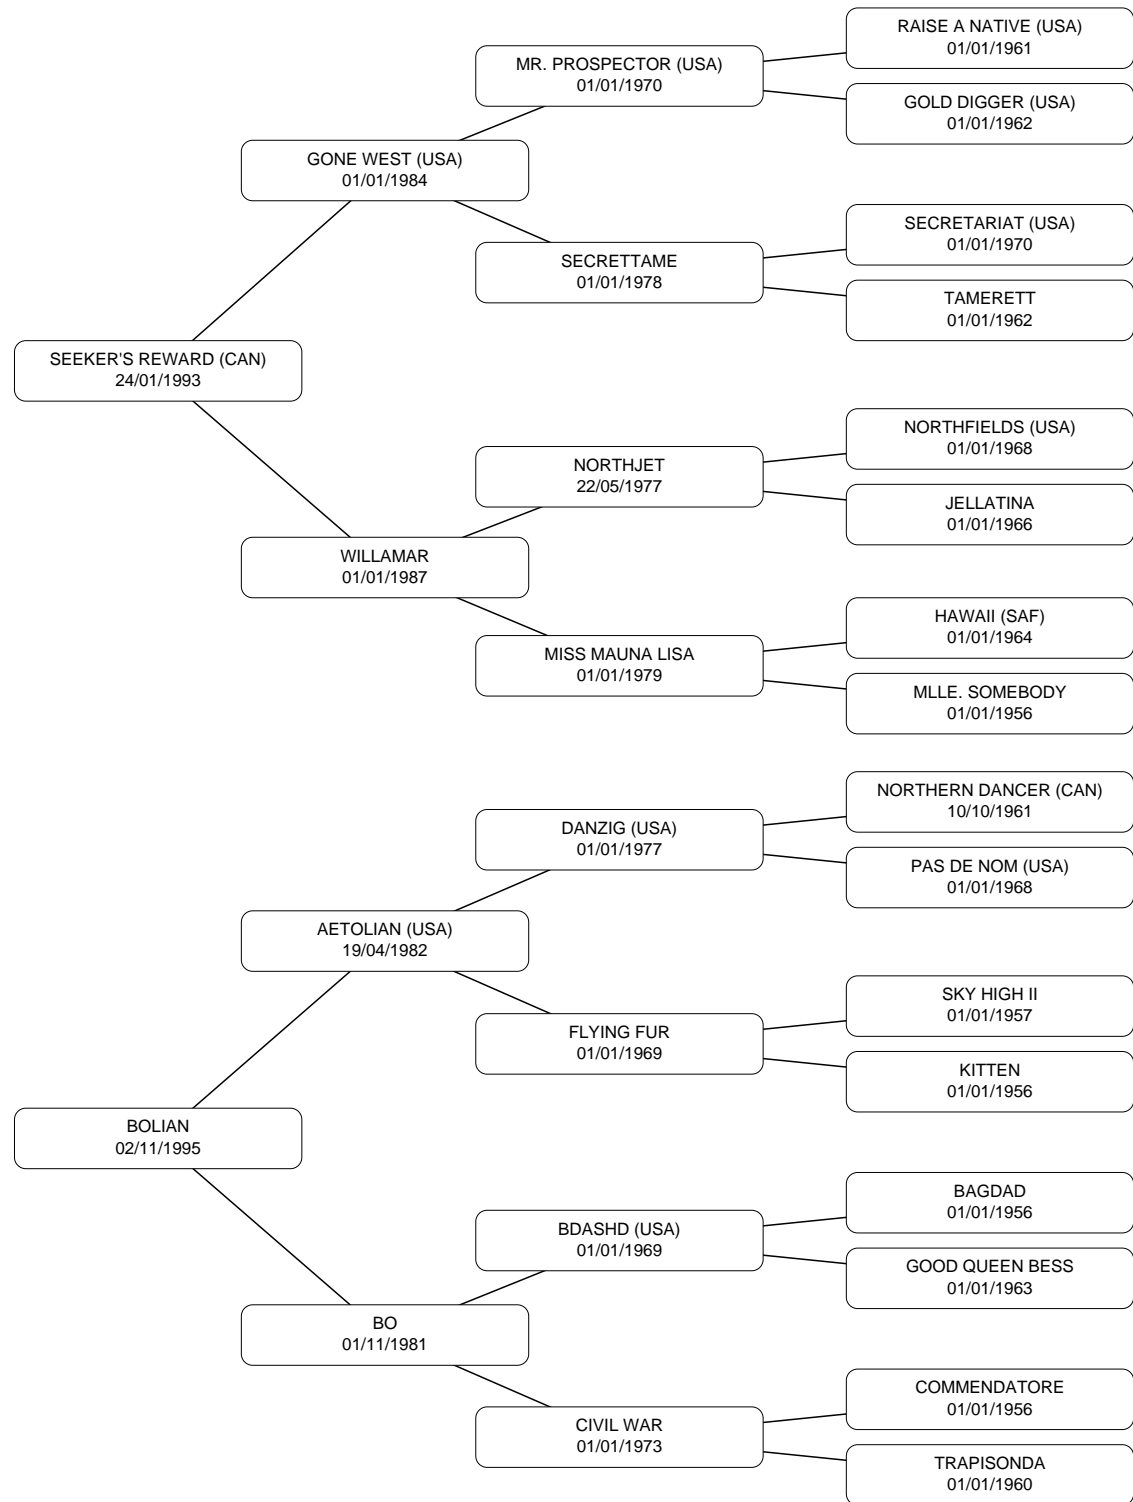 RAISE A NATIVE (USA)
01/01/1961
MR. PROSPECTOR (USA)
01/01/1970
GOLD DIGGER (USA)
01/01/1962
GONE WEST (USA)
01/01/1984
SECRETARIAT (USA)
01/01/1970
SECRETTAME
01/01/1978
TAMERETT
01/01/1962
SEEKER'S REWARD (CAN)
24/01/1993
NORTHFIELDS (USA)
01/01/1968
NORTHJET
22/05/1977
JELLATINA
01/01/1966
WILLAMAR
01/01/1987
HAWAII (SAF)
01/01/1964
MISS MAUNA LISA
01/01/1979
MLLE. SOMEBODY
01/01/1956
NORTHERN DANCER (CAN)
10/10/1961
DANZIG (USA)
01/01/1977
PAS DE NOM (USA)
01/01/1968
AETOLIAN (USA)
19/04/1982
SKY HIGH II
01/01/1957
FLYING FUR
01/01/1969
KITTEN
01/01/1956
BOLIAN
02/11/1995
BAGDAD
01/01/1956
BDASHD (USA)
01/01/1969
GOOD QUEEN BESS
01/01/1963
BO
01/11/1981
COMMENDATORE
01/01/1956
CIVIL WAR
01/01/1973
TRAPISONDA
01/01/1960